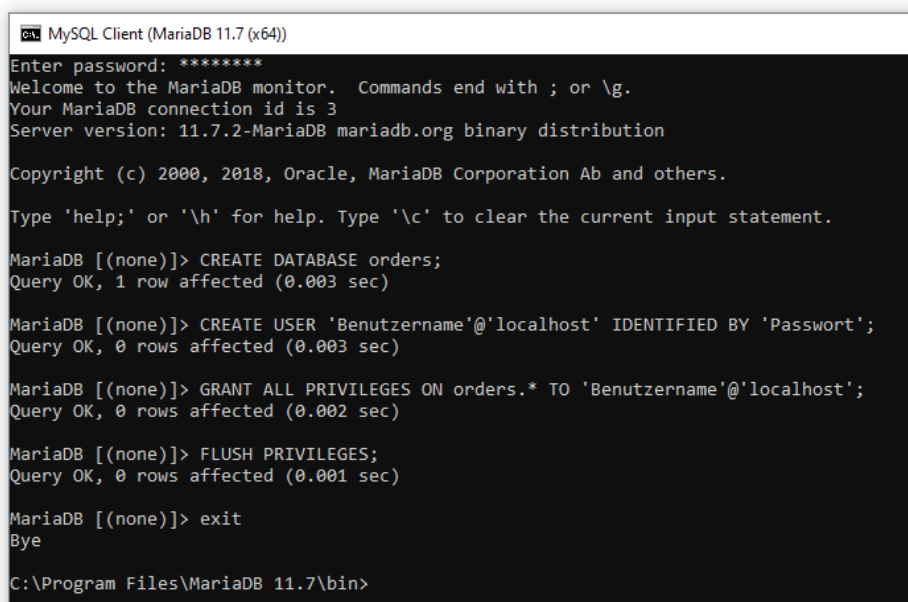 MySQL Client (MariaDB 11.7 (x64))
Enter password: ********
Welcome to the MariaDB monitor.  Commands end with ; or \g.
Your MariaDB connection id is 3
Server version: 11.7.2-MariaDB mariadb.org binary distribution
Copyright (c) 2000, 2018, Oracle, MariaDB Corporation Ab and others.
Type 'help;' or '\h' for help. Type '\c' to clear the current input statement.
MariaDB [(none)]> CREATE DATABASE orders;
Query OK, 1 row affected (0.003 sec)
MariaDB [(none)]> CREATE USER 'Benutzername'@'localhost' IDENTIFIED BY 'Passwort';
Query OK, 0 rows affected (0.003 sec)
MariaDB [(none)]> GRANT ALL PRIVILEGES ON orders.* TO 'Benutzername'@'localhost';
Query OK, 0 rows affected (0.002 sec)
MariaDB [(none)]> FLUSH PRIVILEGES;
Query OK, 0 rows affected (0.001 sec)
MariaDB [(none)]> exit
Bye
C:\Program Files\MariaDB 11.7\bin>